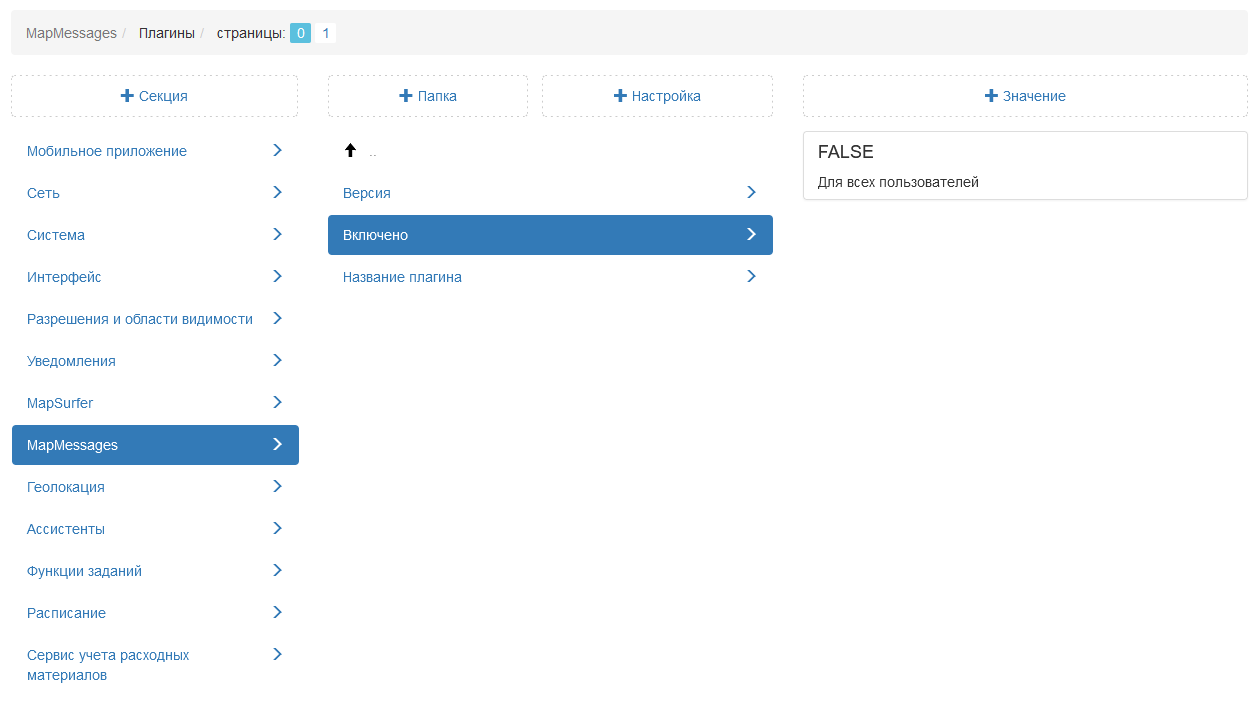 MapMessages / Плагины / страницы: 0 1
Секция
Папка
Настройка
Значение
Мобильное приложение
Сеть
Система
Интерфейс
Разрешения и области видимости
Уведомления
MapSurfer
MapMessages
Геолокация
Ассистенты
Функции заданий
Расписание
Сервис учета расходных
материалов
..
Версия
Включено
Название плагина
FALSE
Для всех пользователей